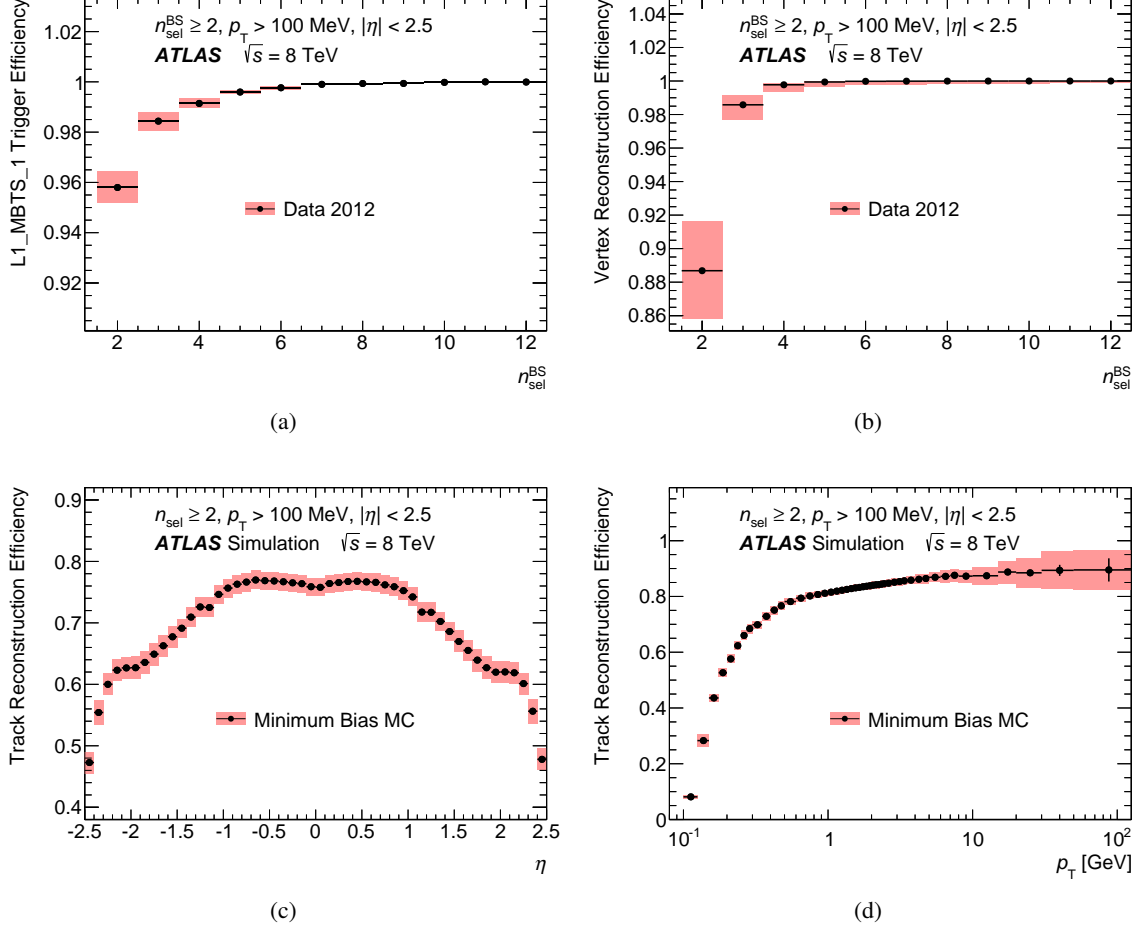 L1_MBTS_1 Trigger Efficiency
1.02
1
0.98
0.96
0.94
0.92
n_sel^BS ≥ 2, p_T > 100 MeV, |η| < 2.5
ATLAS √s = 8 TeV
Data 2012
2 4 6 8 10 12
n_sel^BS
(a)
Vertex Reconstruction Efficiency
1.04
1.02
1
0.98
0.96
0.94
0.92
0.9
0.88
0.86
n_sel^BS ≥ 2, p_T > 100 MeV, |η| < 2.5
ATLAS √s = 8 TeV
Data 2012
2 4 6 8 10 12
n_sel^BS
(b)
Track Reconstruction Efficiency
0.9
0.8
0.7
0.6
0.5
0.4
n_sel ≥ 2, p_T > 100 MeV, |η| < 2.5
ATLAS Simulation √s = 8 TeV
Minimum Bias MC
-2.5 -2 -1.5 -1 -0.5 0 0.5 1 1.5 2 2.5
η
(c)
Track Reconstruction Efficiency
1
0.8
0.6
0.4
0.2
0
n_sel ≥ 2, p_T > 100 MeV, |η| < 2.5
ATLAS Simulation √s = 8 TeV
Minimum Bias MC
10^-1 1 10 10^2
p_T [GeV]
(d)